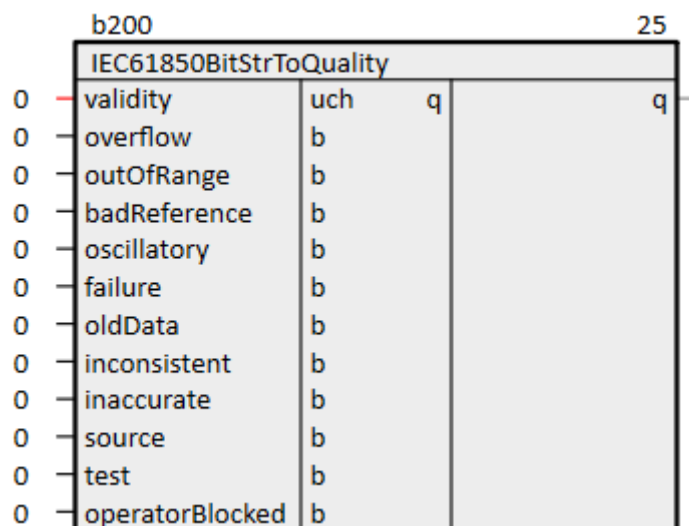 b200 25
IEC61850BitStrToQuality
0 validity uch q q
0 overflow b
0 outOfRange b
0 badReference b
0 oscillatory b
0 failure b
0 oldData b
0 inconsistent b
0 inaccurate b
0 source b
0 test b
0 operatorBlocked b